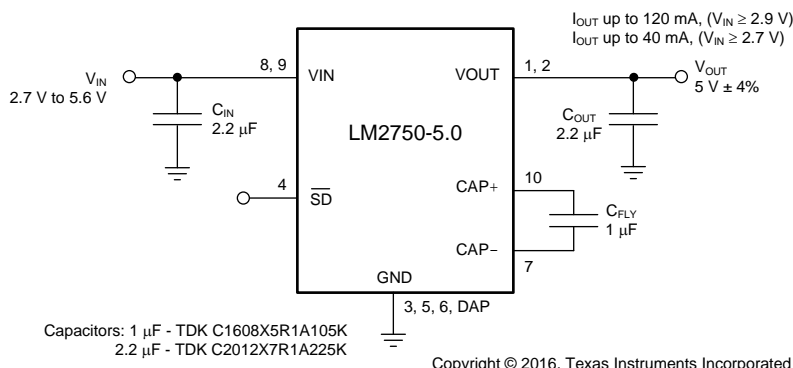 I_OUT up to 120 mA, (V_IN ≥ 2.9 V)
I_OUT up to 40 mA, (V_IN ≥ 2.7 V)
V_IN
2.7 V to 5.6 V
8, 9
VIN
VOUT
1, 2
V_OUT
5 V ± 4%
C_IN
2.2 μF
LM2750-5.0
C_OUT
2.2 μF
4
SD
CAP+
10
C_FLY
1 μF
CAP−
7
GND
3, 5, 6, DAP
Capacitors: 1 μF - TDK C1608X5R1A105K
2.2 μF - TDK C2012X7R1A225K
Copyright © 2016, Texas Instruments Incorporated